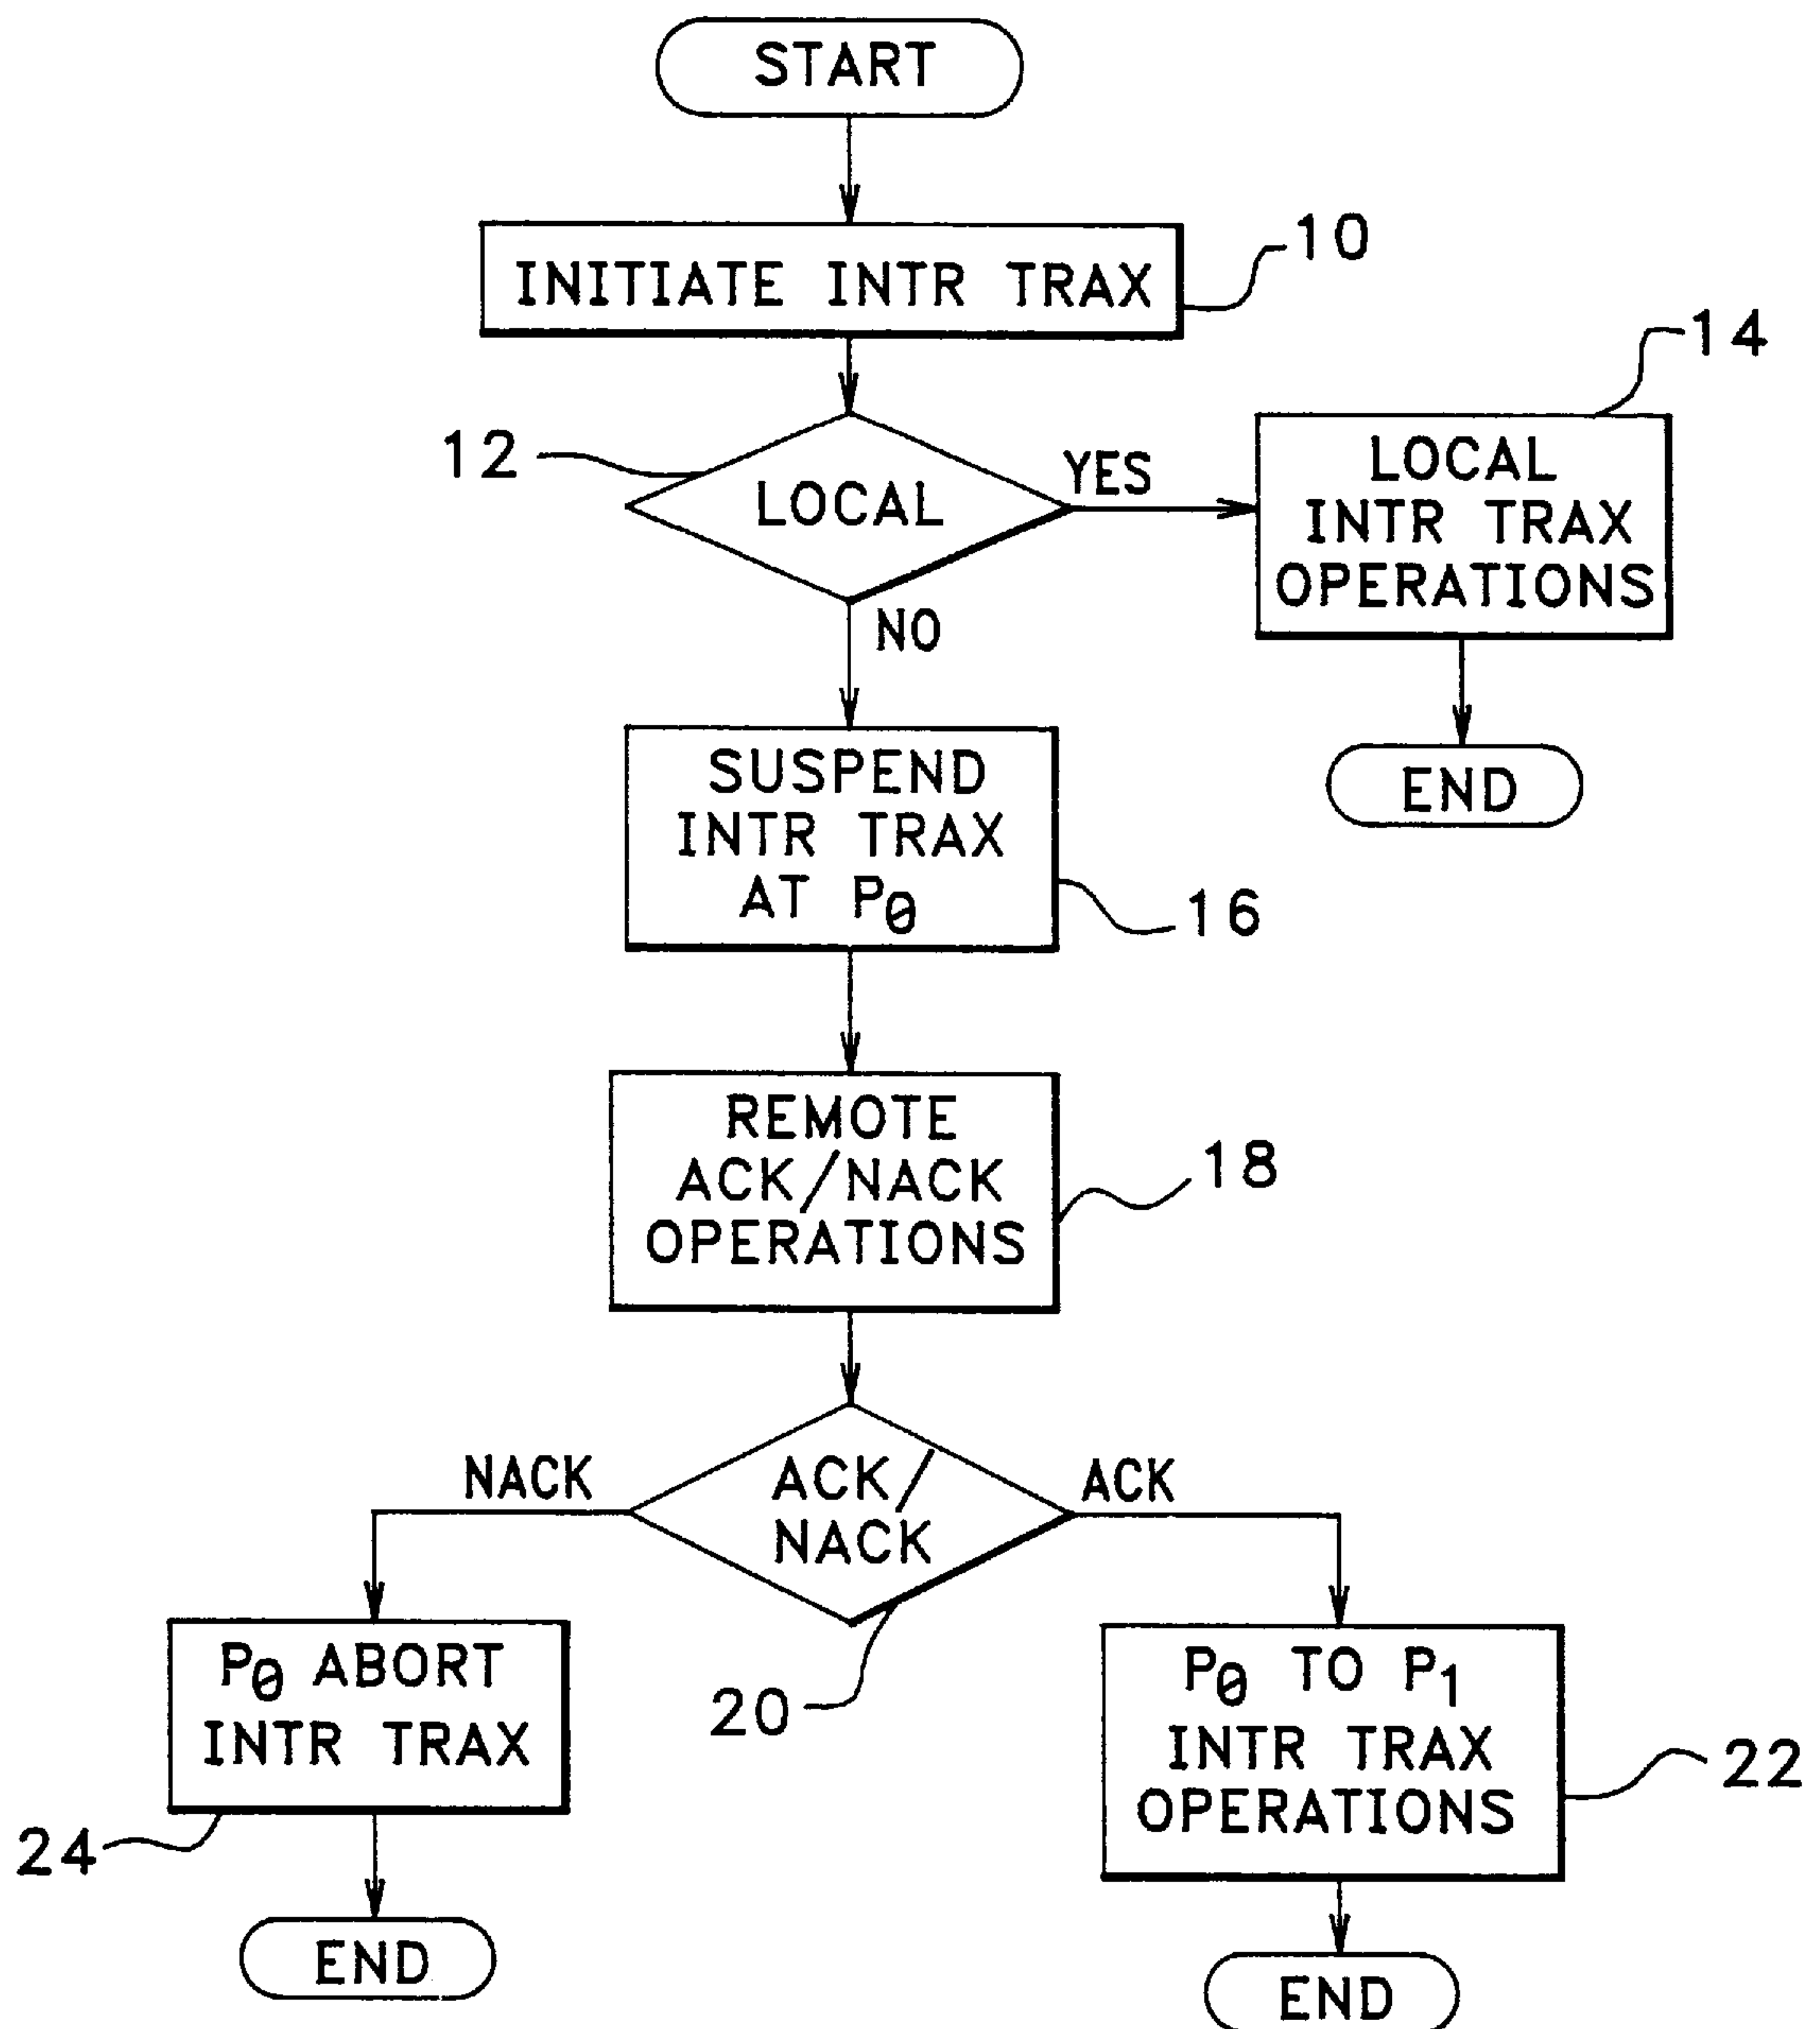 START
INITIATE INTR TRAX
10
12
LOCAL
YES
NO
14
LOCAL
INTR TRAX
OPERATIONS
END
SUSPEND
INTR TRAX
AT P0
16
REMOTE
ACK/NACK
OPERATIONS
18
NACK
ACK/
NACK
ACK
20
P0 ABORT
INTR TRAX
24
END
P0 TO P1
INTR TRAX
OPERATIONS
22
END